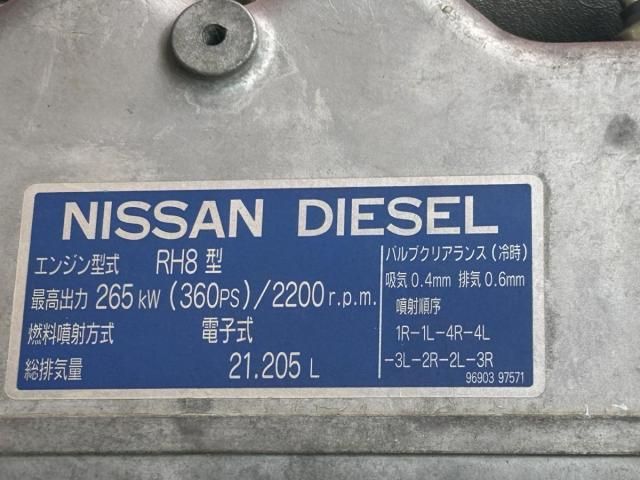 NISSAN DIESEL
エンジン型式 RH8 型
最高出力 265 kW (360PS)/2200 r.p.m.
燃料噴射方式 電子式
総排気量 21.205 L
バルブクリアランス(冷時)
吸気 0.4mm 排気 0.6mm
噴射順序
1R-1L-4R-4L
-3L-2R-2L-3R
96903 97571